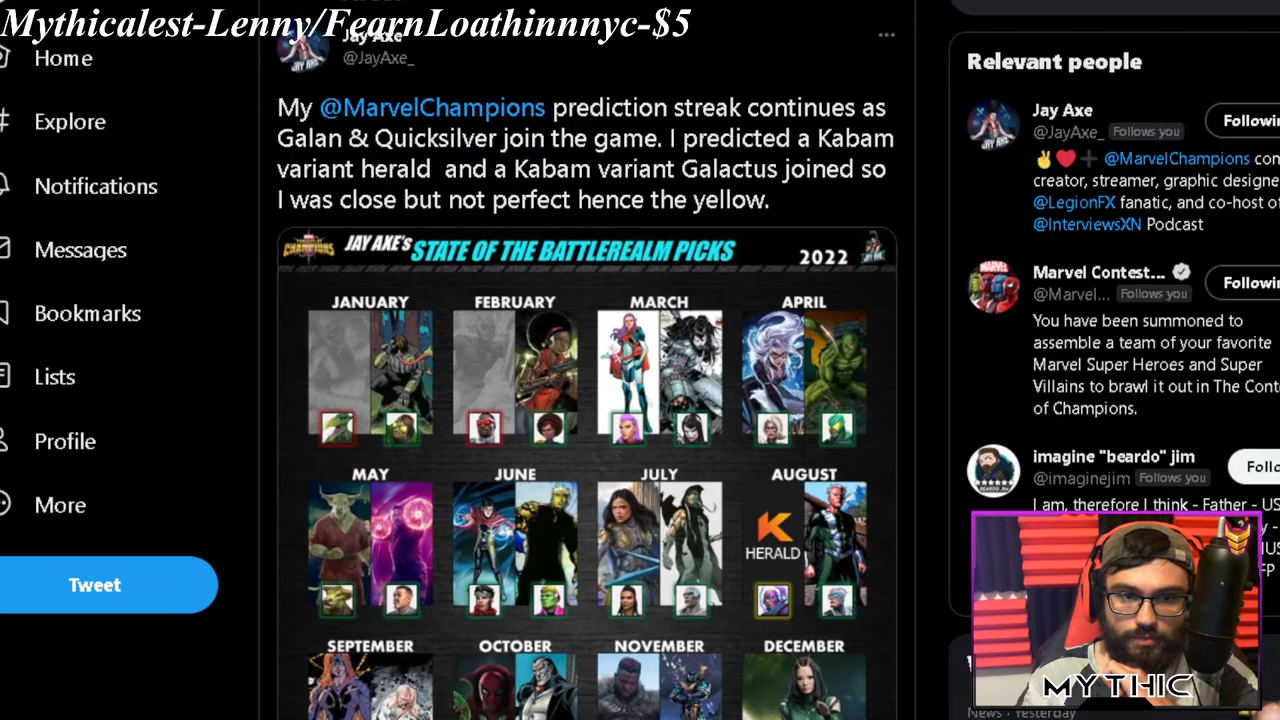 Mythicalest-Lenny/FearnLoathinnnyc-$5
Home
Explore
Notifications
Messages
Bookmarks
Lists
Profile
More
Tweet
Jay Axe
@JayAxe_
My @MarvelChampions prediction streak continues as
Galan & Quicksilver join the game. I predicted a Kabam
variant herald and a Kabam variant Galactus joined so
I was close but not perfect hence the yellow.
CHAMPIONS
JAY AXE's STATE OF THE BATTLEREALM PICKS 2022
JANUARY FEBRUARY MARCH APRIL
MAY JUNE JULY AUGUST
HERALD
SEPTEMBER OCTOBER NOVEMBER DECEMBER
Relevant people
Jay Axe
@JayAxe_ Follows you
Followin
✌❤➕ @MarvelChampions con
creator, streamer, graphic designe
@LegionFX fanatic, and co-host of
@InterviewsXN Podcast
MARVEL
Marvel Contest...
@Marvel... Follows you
Followin
You have been summoned to
assemble a team of your favorite
Marvel Super Heroes and Super
Villains to brawl it out in The Cont
of Champions.
imagine "beardo" jim
@imaginejim Follows you
Follo
I am, therefore I think - Father - US
MYTHIC
News · Yesterday